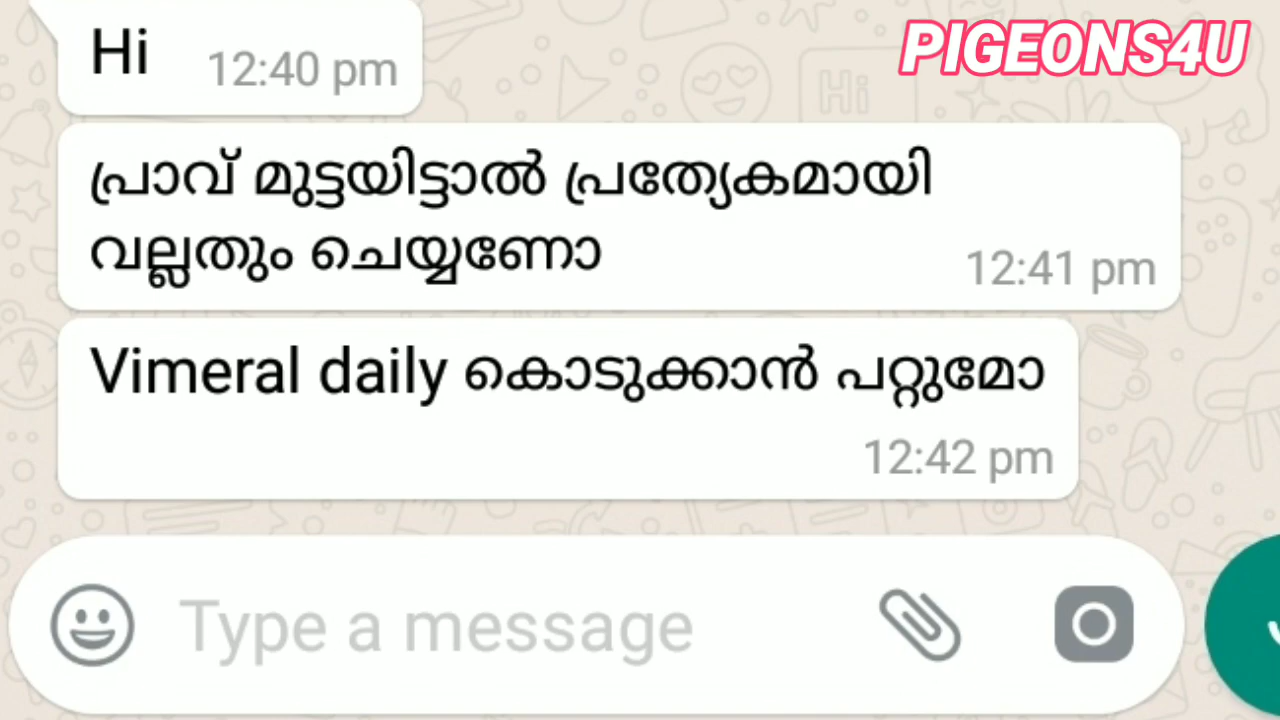 PIGEONS4U
Hi 12:40 pm
പ്രാവ് മുട്ടയിട്ടാൽ പ്രത്യേകമായി
വല്ലതും ചെയ്യണോ 12:41 pm
Vimeral daily കൊടുക്കാൻ പറ്റുമോ
12:42 pm
Type a message